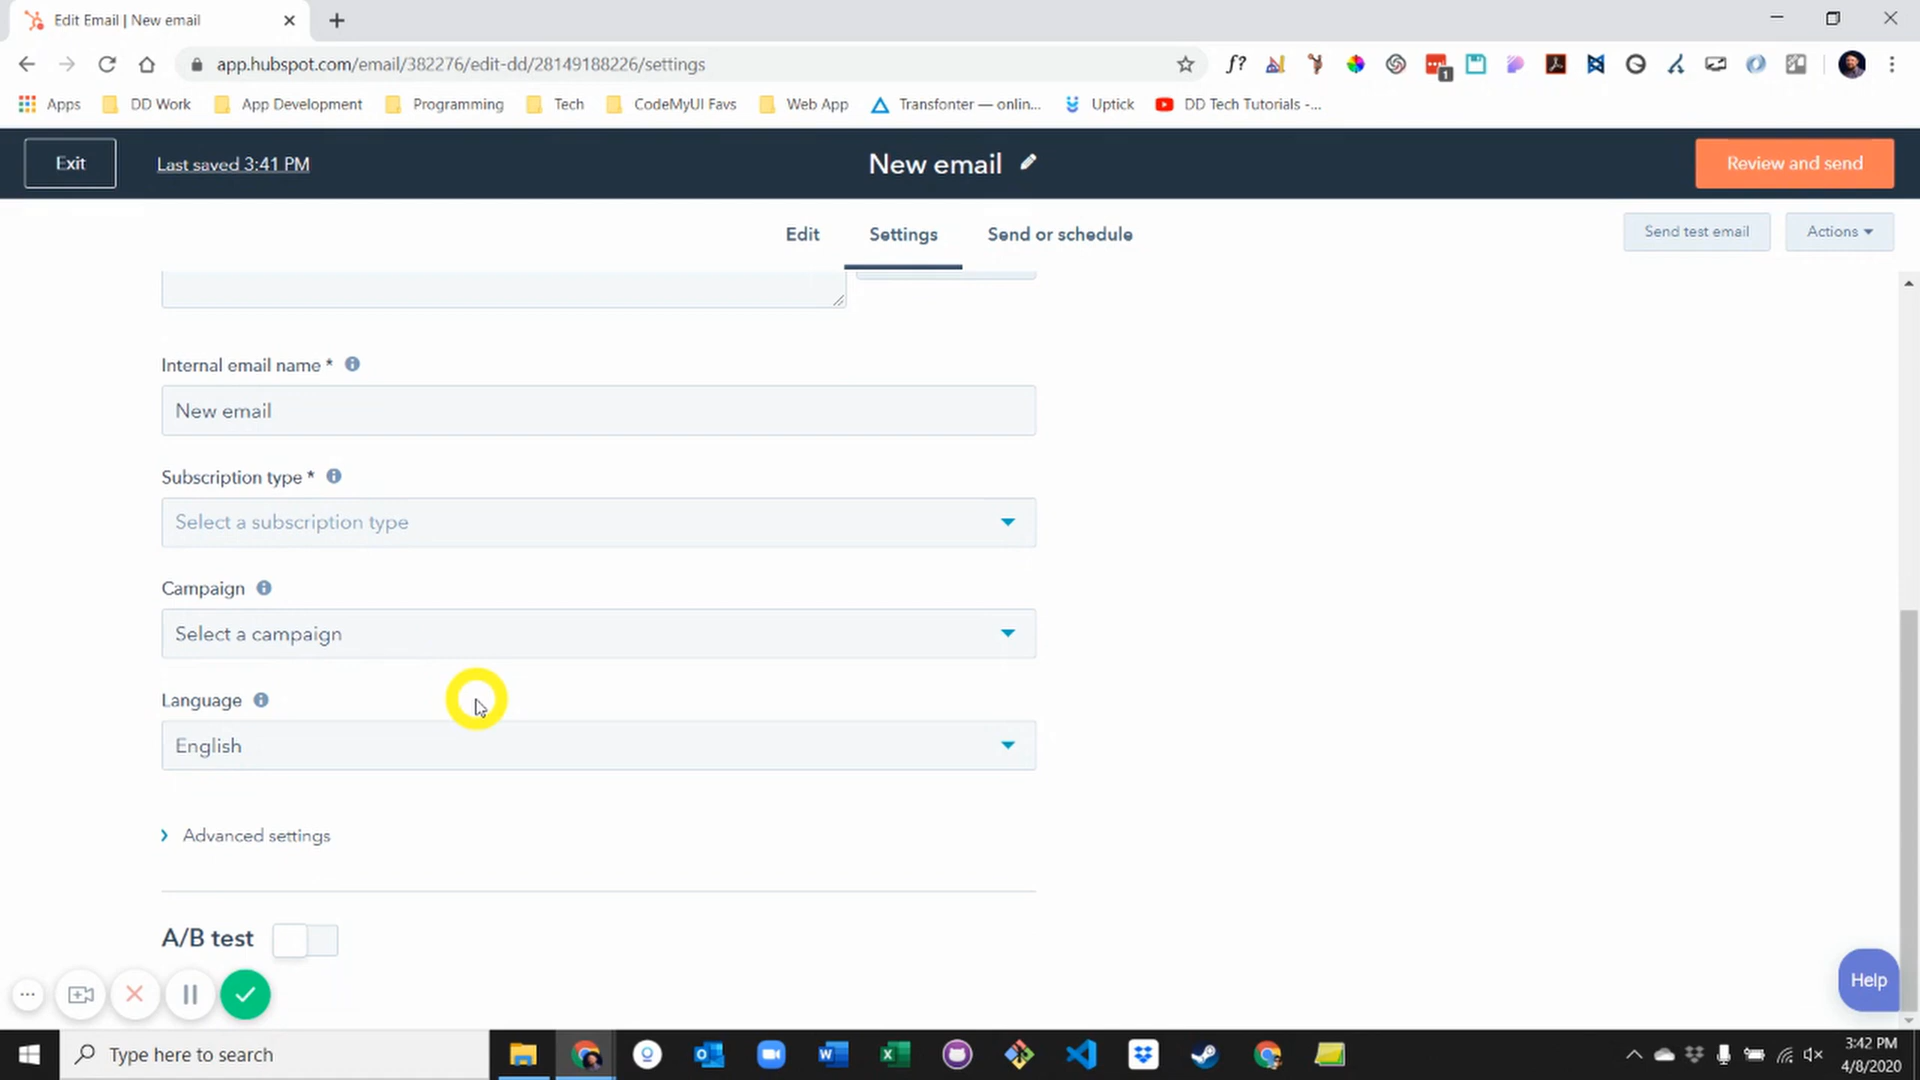 Edit Email | New email
app.hubspot.com/email/382276/edit-dd/28149188226/settings
f?
1
Apps DD Work App Development Programming Tech CodeMyUI Favs Web App Transfonter — onlin... Uptick DD Tech Tutorials -...
Exit Last saved 3:41 PM New email Review and send
Edit Settings Send or schedule Send test email Actions
Internal email name *
New email
Subscription type *
Select a subscription type
Campaign
Select a campaign
Language
English
Advanced settings
A/B test
Help
Type here to search
3:42 PM
4/8/2020